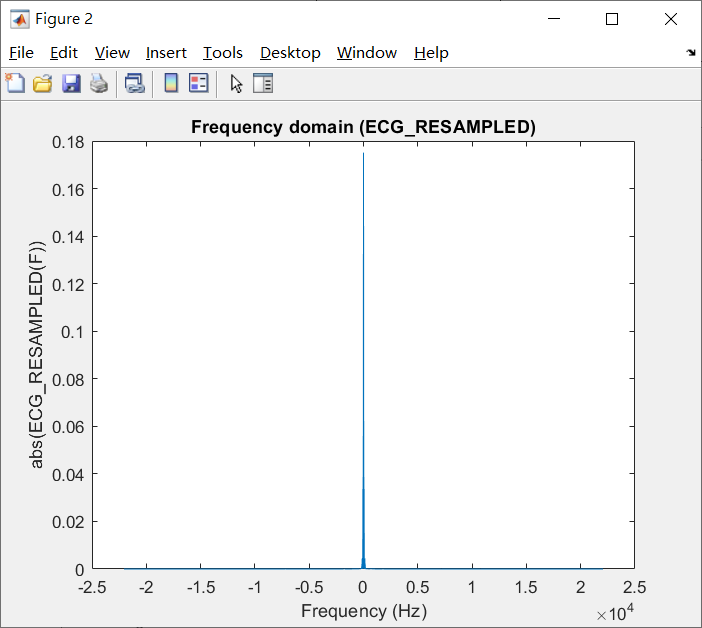 Figure 2
File Edit View Insert Tools Desktop Window Help
Frequency domain (ECG_RESAMPLED)
0.18
0.16
0.14
0.12
0.1
0.08
0.06
0.04
0.02
0
abs(ECG_RESAMPLED(F))
-2.5 -2 -1.5 -1 -0.5 0 0.5 1 1.5 2 2.5
Frequency (Hz)
×10⁴